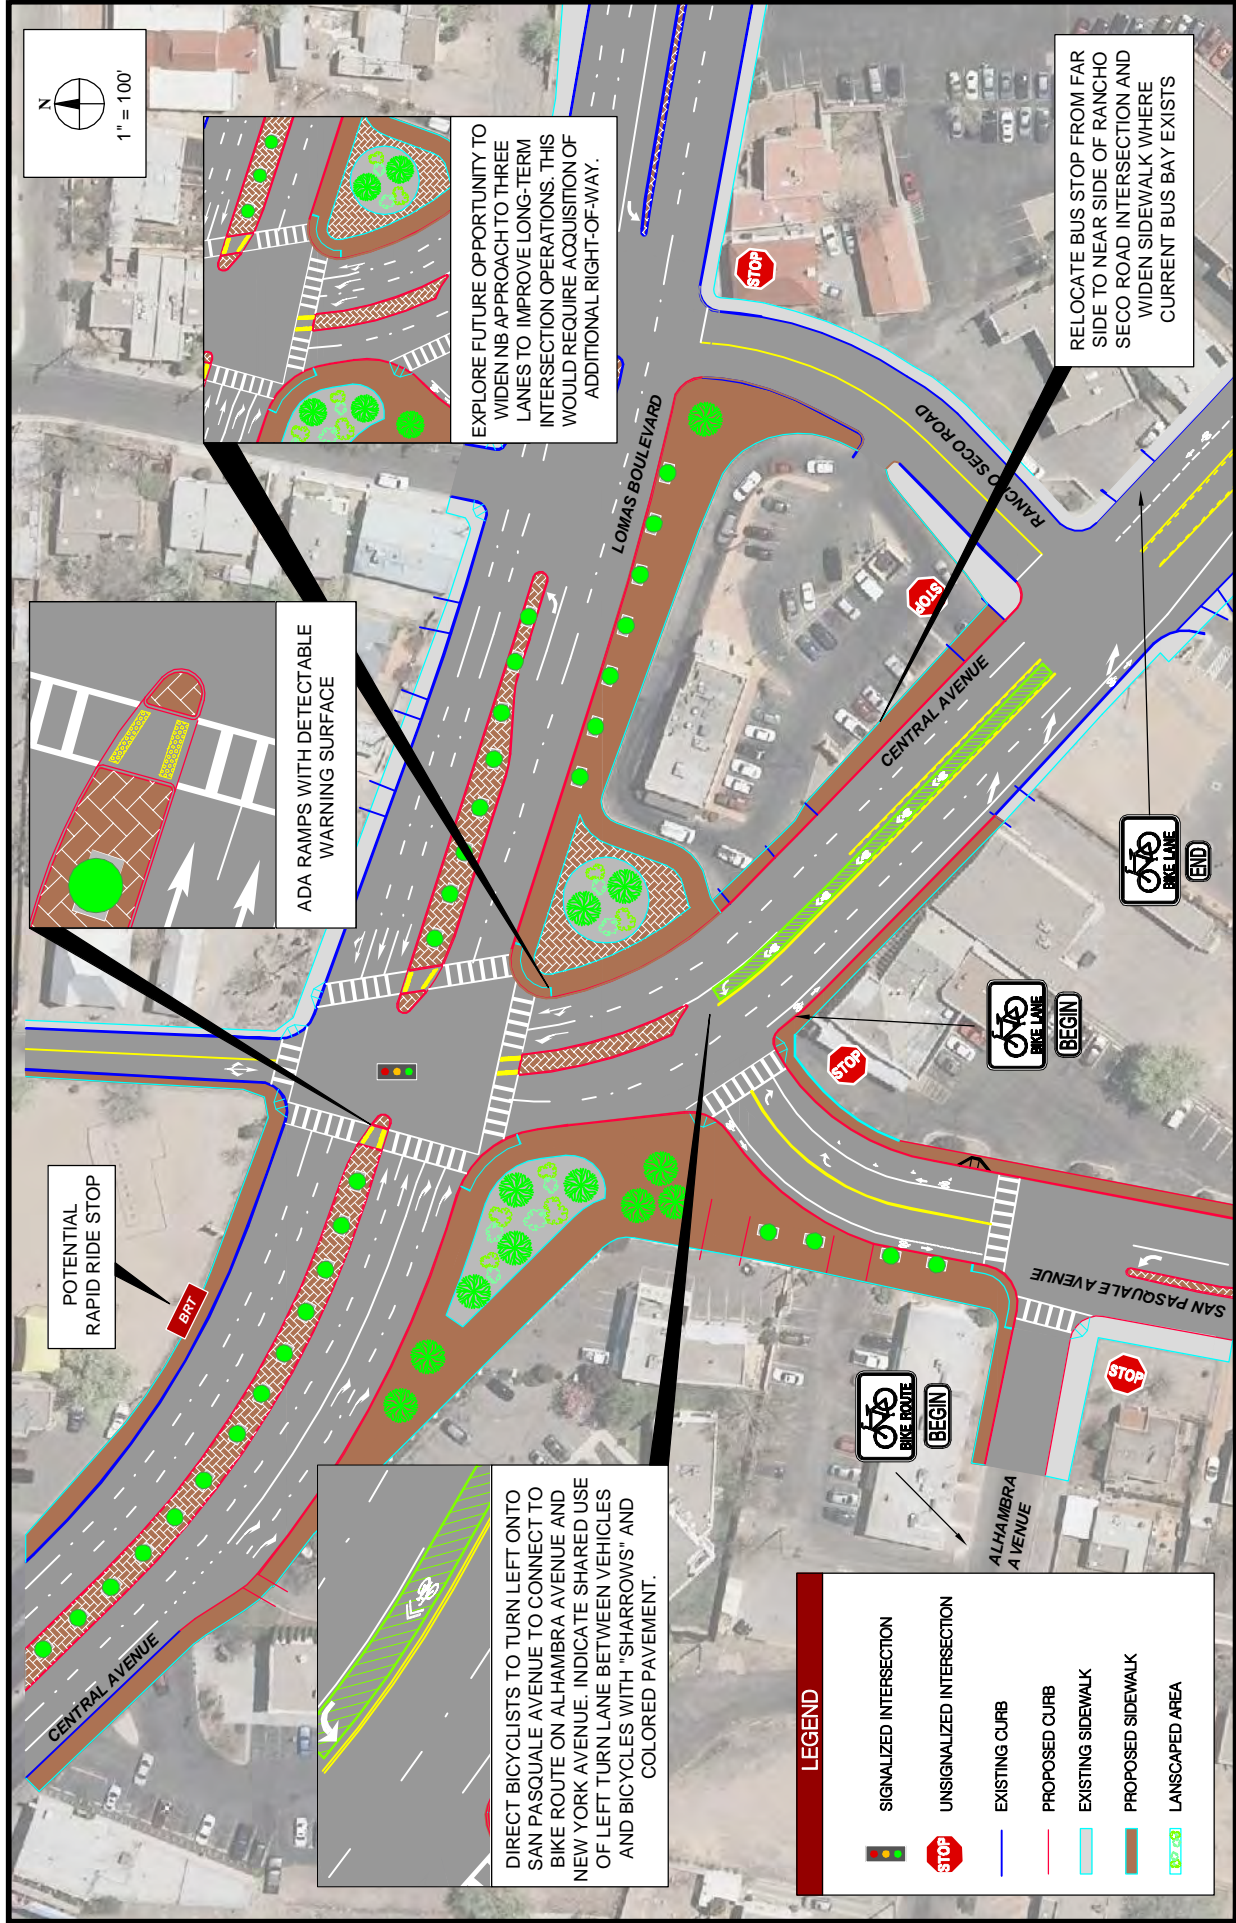 N
1" = 100'
EXPLORE FUTURE OPPORTUNITY TO
WIDEN NB APPROACH TO THREE
LANES TO IMPROVE LONG-TERM
INTERSECTION OPERATIONS. THIS
WOULD REQUIRE ACQUISITION OF
ADDITIONAL RIGHT-OF-WAY.
RELOCATE BUS STOP FROM FAR
SIDE TO NEAR SIDE OF RANCHO
SECO ROAD INTERSECTION AND
WIDEN SIDEWALK WHERE
CURRENT BUS BAY EXISTS
ADA RAMPS WITH DETECTABLE
WARNING SURFACE
POTENTIAL
RAPID RIDE STOP
BRT
LOMAS BOULEVARD
STOP
RANCHO SECO ROAD
STOP
CENTRAL AVENUE
BIKE LANE
END
BIKE LANE
BEGIN
STOP
SAN PASQUALE AVENUE
STOP
BIKE ROUTE
BEGIN
ALHAMBRA
AVENUE
CENTRAL AVENUE
DIRECT BICYCLISTS TO TURN LEFT ONTO
SAN PASQUALE AVENUE TO CONNECT TO
BIKE ROUTE ON ALHAMBRA AVENUE AND
NEW YORK AVENUE. INDICATE SHARED USE
OF LEFT TURN LANE BETWEEN VEHICLES
AND BICYCLES WITH "SHARROWS" AND
COLORED PAVEMENT.
LEGEND
SIGNALIZED INTERSECTION
STOP
UNSIGNALIZED INTERSECTION
EXISTING CURB
PROPOSED CURB
EXISTING SIDEWALK
PROPOSED SIDEWALK
LANSCAPED AREA